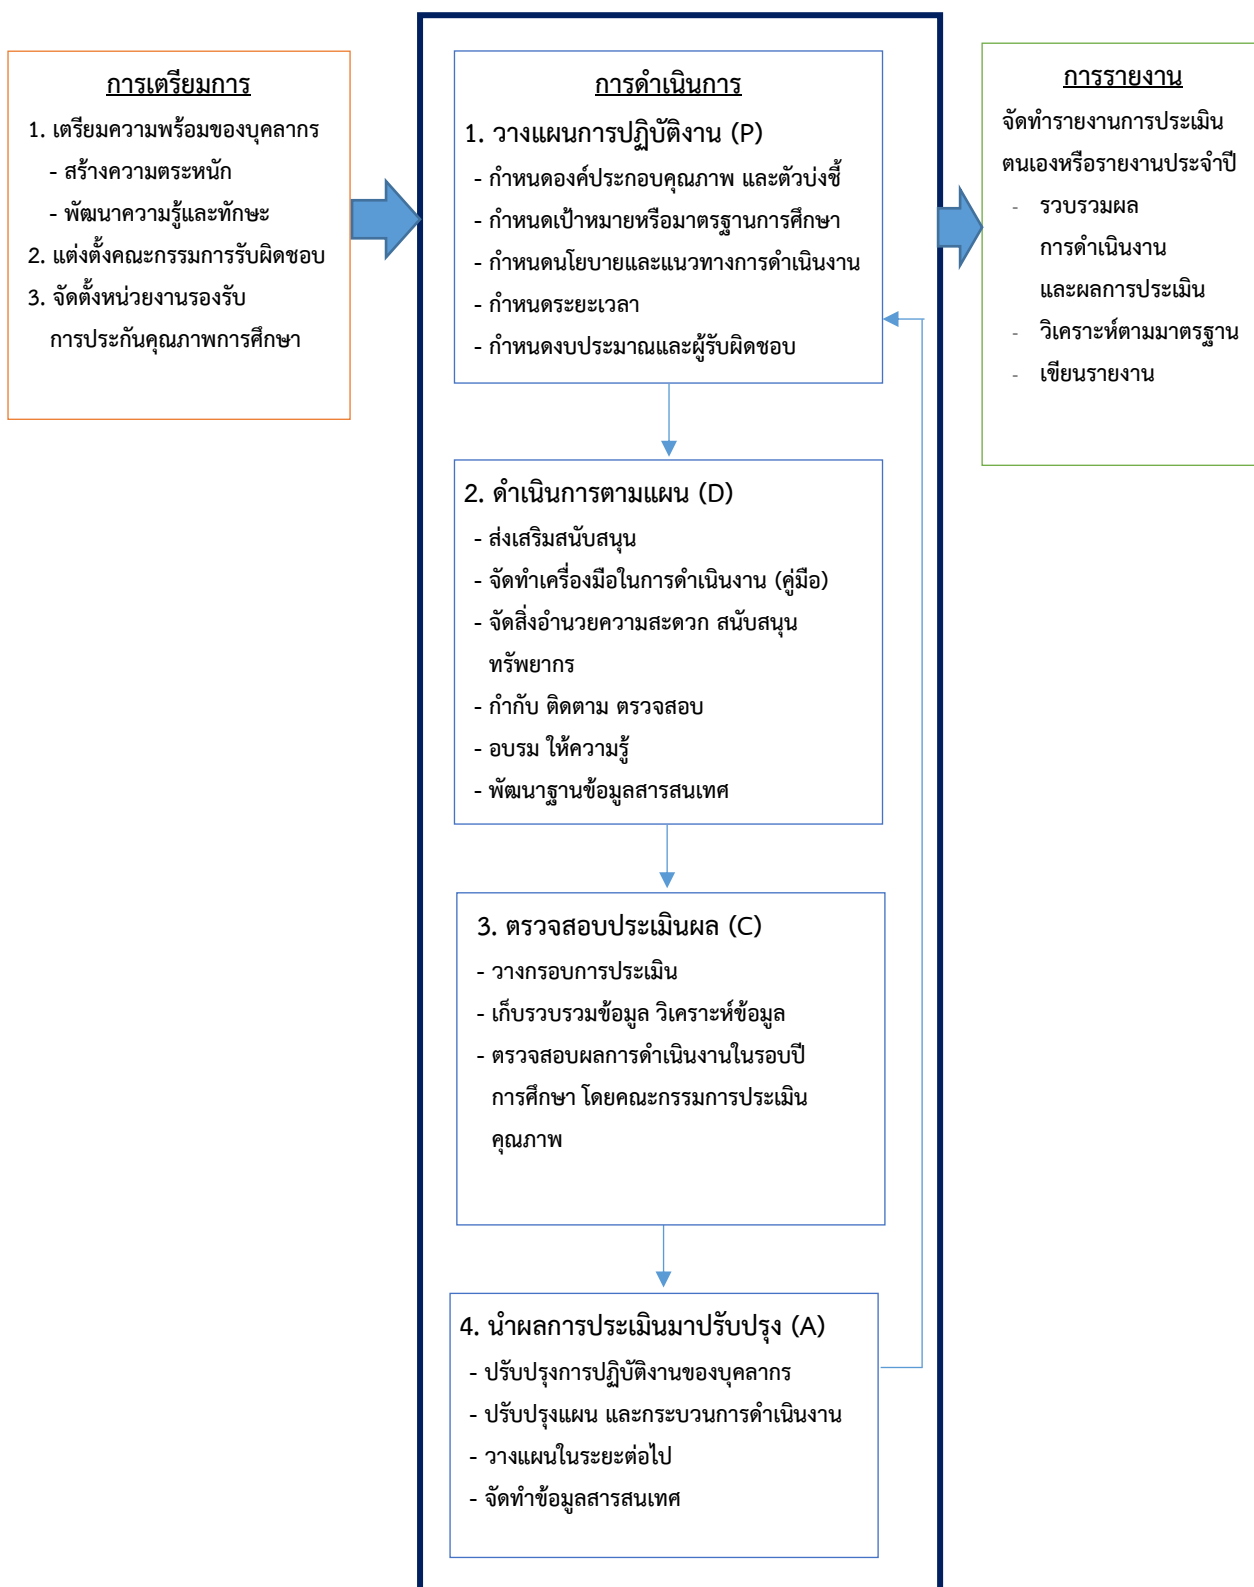 การเตรียมการ
1. เตรียมความพร้อมของบุคลากร
- สร้างความตระหนัก
- พัฒนาความรู้และทักษะ
2. แต่งตั้งคณะกรรมการรับผิดชอบ
3. จัดตั้งหน่วยงานรองรับ
การประกันคุณภาพการศึกษา
การดำเนินการ
1. วางแผนการปฏิบัติงาน (P)
- กำหนดองค์ประกอบคุณภาพ และตัวบ่งชี้
- กำหนดเป้าหมายหรือมาตรฐานการศึกษา
- กำหนดนโยบายและแนวทางการดำเนินงาน
- กำหนดระยะเวลา
- กำหนดงบประมาณและผู้รับผิดชอบ
2. ดำเนินการตามแผน (D)
- ส่งเสริมสนับสนุน
- จัดทำเครื่องมือในการดำเนินงาน (คู่มือ)
- จัดสิ่งอำนวยความสะดวก สนับสนุน
ทรัพยากร
- กำกับ ติดตาม ตรวจสอบ
- อบรม ให้ความรู้
- พัฒนาฐานข้อมูลสารสนเทศ
3. ตรวจสอบประเมินผล (C)
- วางกรอบการประเมิน
- เก็บรวบรวมข้อมูล วิเคราะห์ข้อมูล
- ตรวจสอบผลการดำเนินงานในรอบปี
การศึกษา โดยคณะกรรมการประเมิน
คุณภาพ
4. นำผลการประเมินมาปรับปรุง (A)
- ปรับปรุงการปฏิบัติงานของบุคลากร
- ปรับปรุงแผน และกระบวนการดำเนินงาน
- วางแผนในระยะต่อไป
- จัดทำข้อมูลสารสนเทศ
การรายงาน
จัดทำรายงานการประเมิน
ตนเองหรือรายงานประจำปี
- รวบรวมผล
การดำเนินงาน
และผลการประเมิน
- วิเคราะห์ตามมาตรฐาน
- เขียนรายงาน